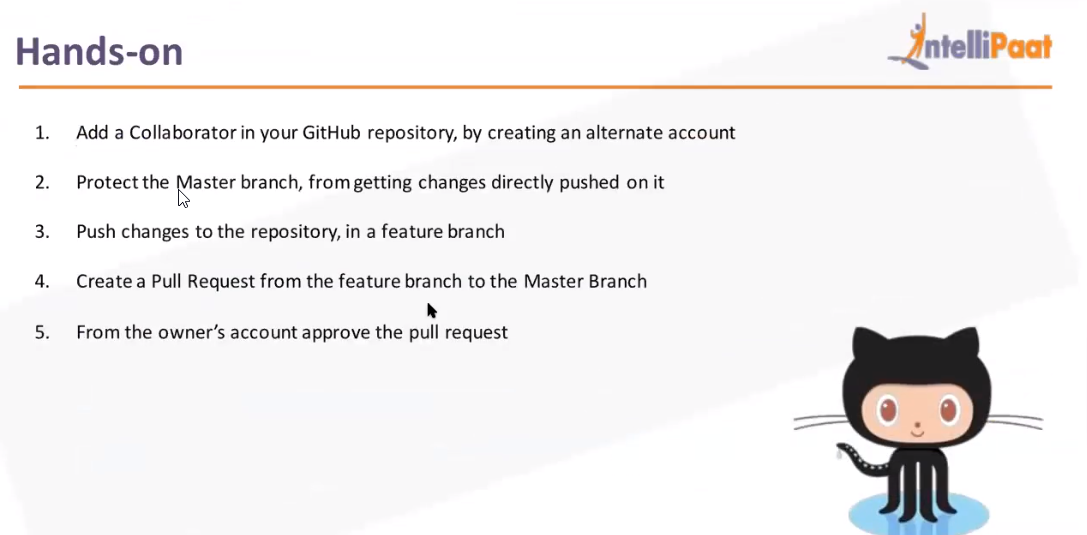 Hands-on
IntelliPaat
1. Add a Collaborator in your GitHub repository, by creating an alternate account
2. Protect the Master branch, from getting changes directly pushed on it
3. Push changes to the repository, in a feature branch
4. Create a Pull Request from the feature branch to the Master Branch
5. From the owner’s account approve the pull request